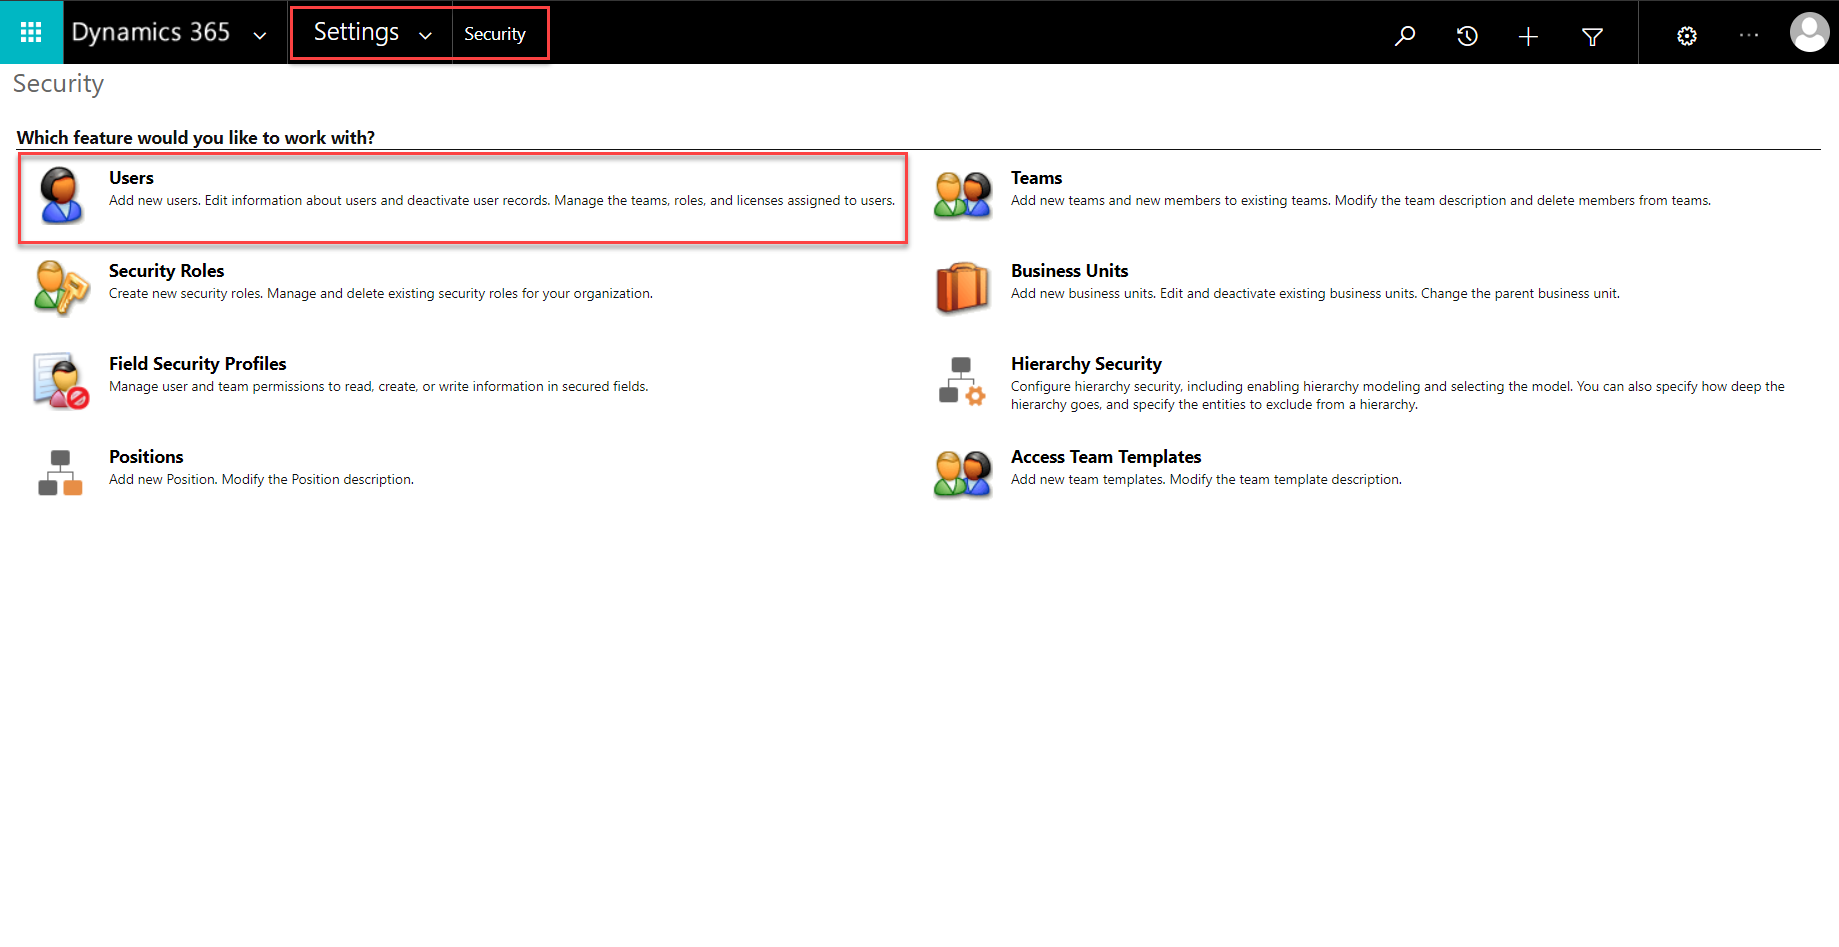 Dynamics 365
Settings
Security
Security
Which feature would you like to work with?
Users
Add new users. Edit information about users and deactivate user records. Manage the teams, roles, and licenses assigned to users.
Teams
Add new teams and new members to existing teams. Modify the team description and delete members from teams.
Security Roles
Create new security roles. Manage and delete existing security roles for your organization.
Business Units
Add new business units. Edit and deactivate existing business units. Change the parent business unit.
Field Security Profiles
Manage user and team permissions to read, create, or write information in secured fields.
Hierarchy Security
Configure hierarchy security, including enabling hierarchy modeling and selecting the model. You can also specify how deep the
hierarchy goes, and specify the entities to exclude from a hierarchy.
Positions
Add new Position. Modify the Position description.
Access Team Templates
Add new team templates. Modify the team template description.